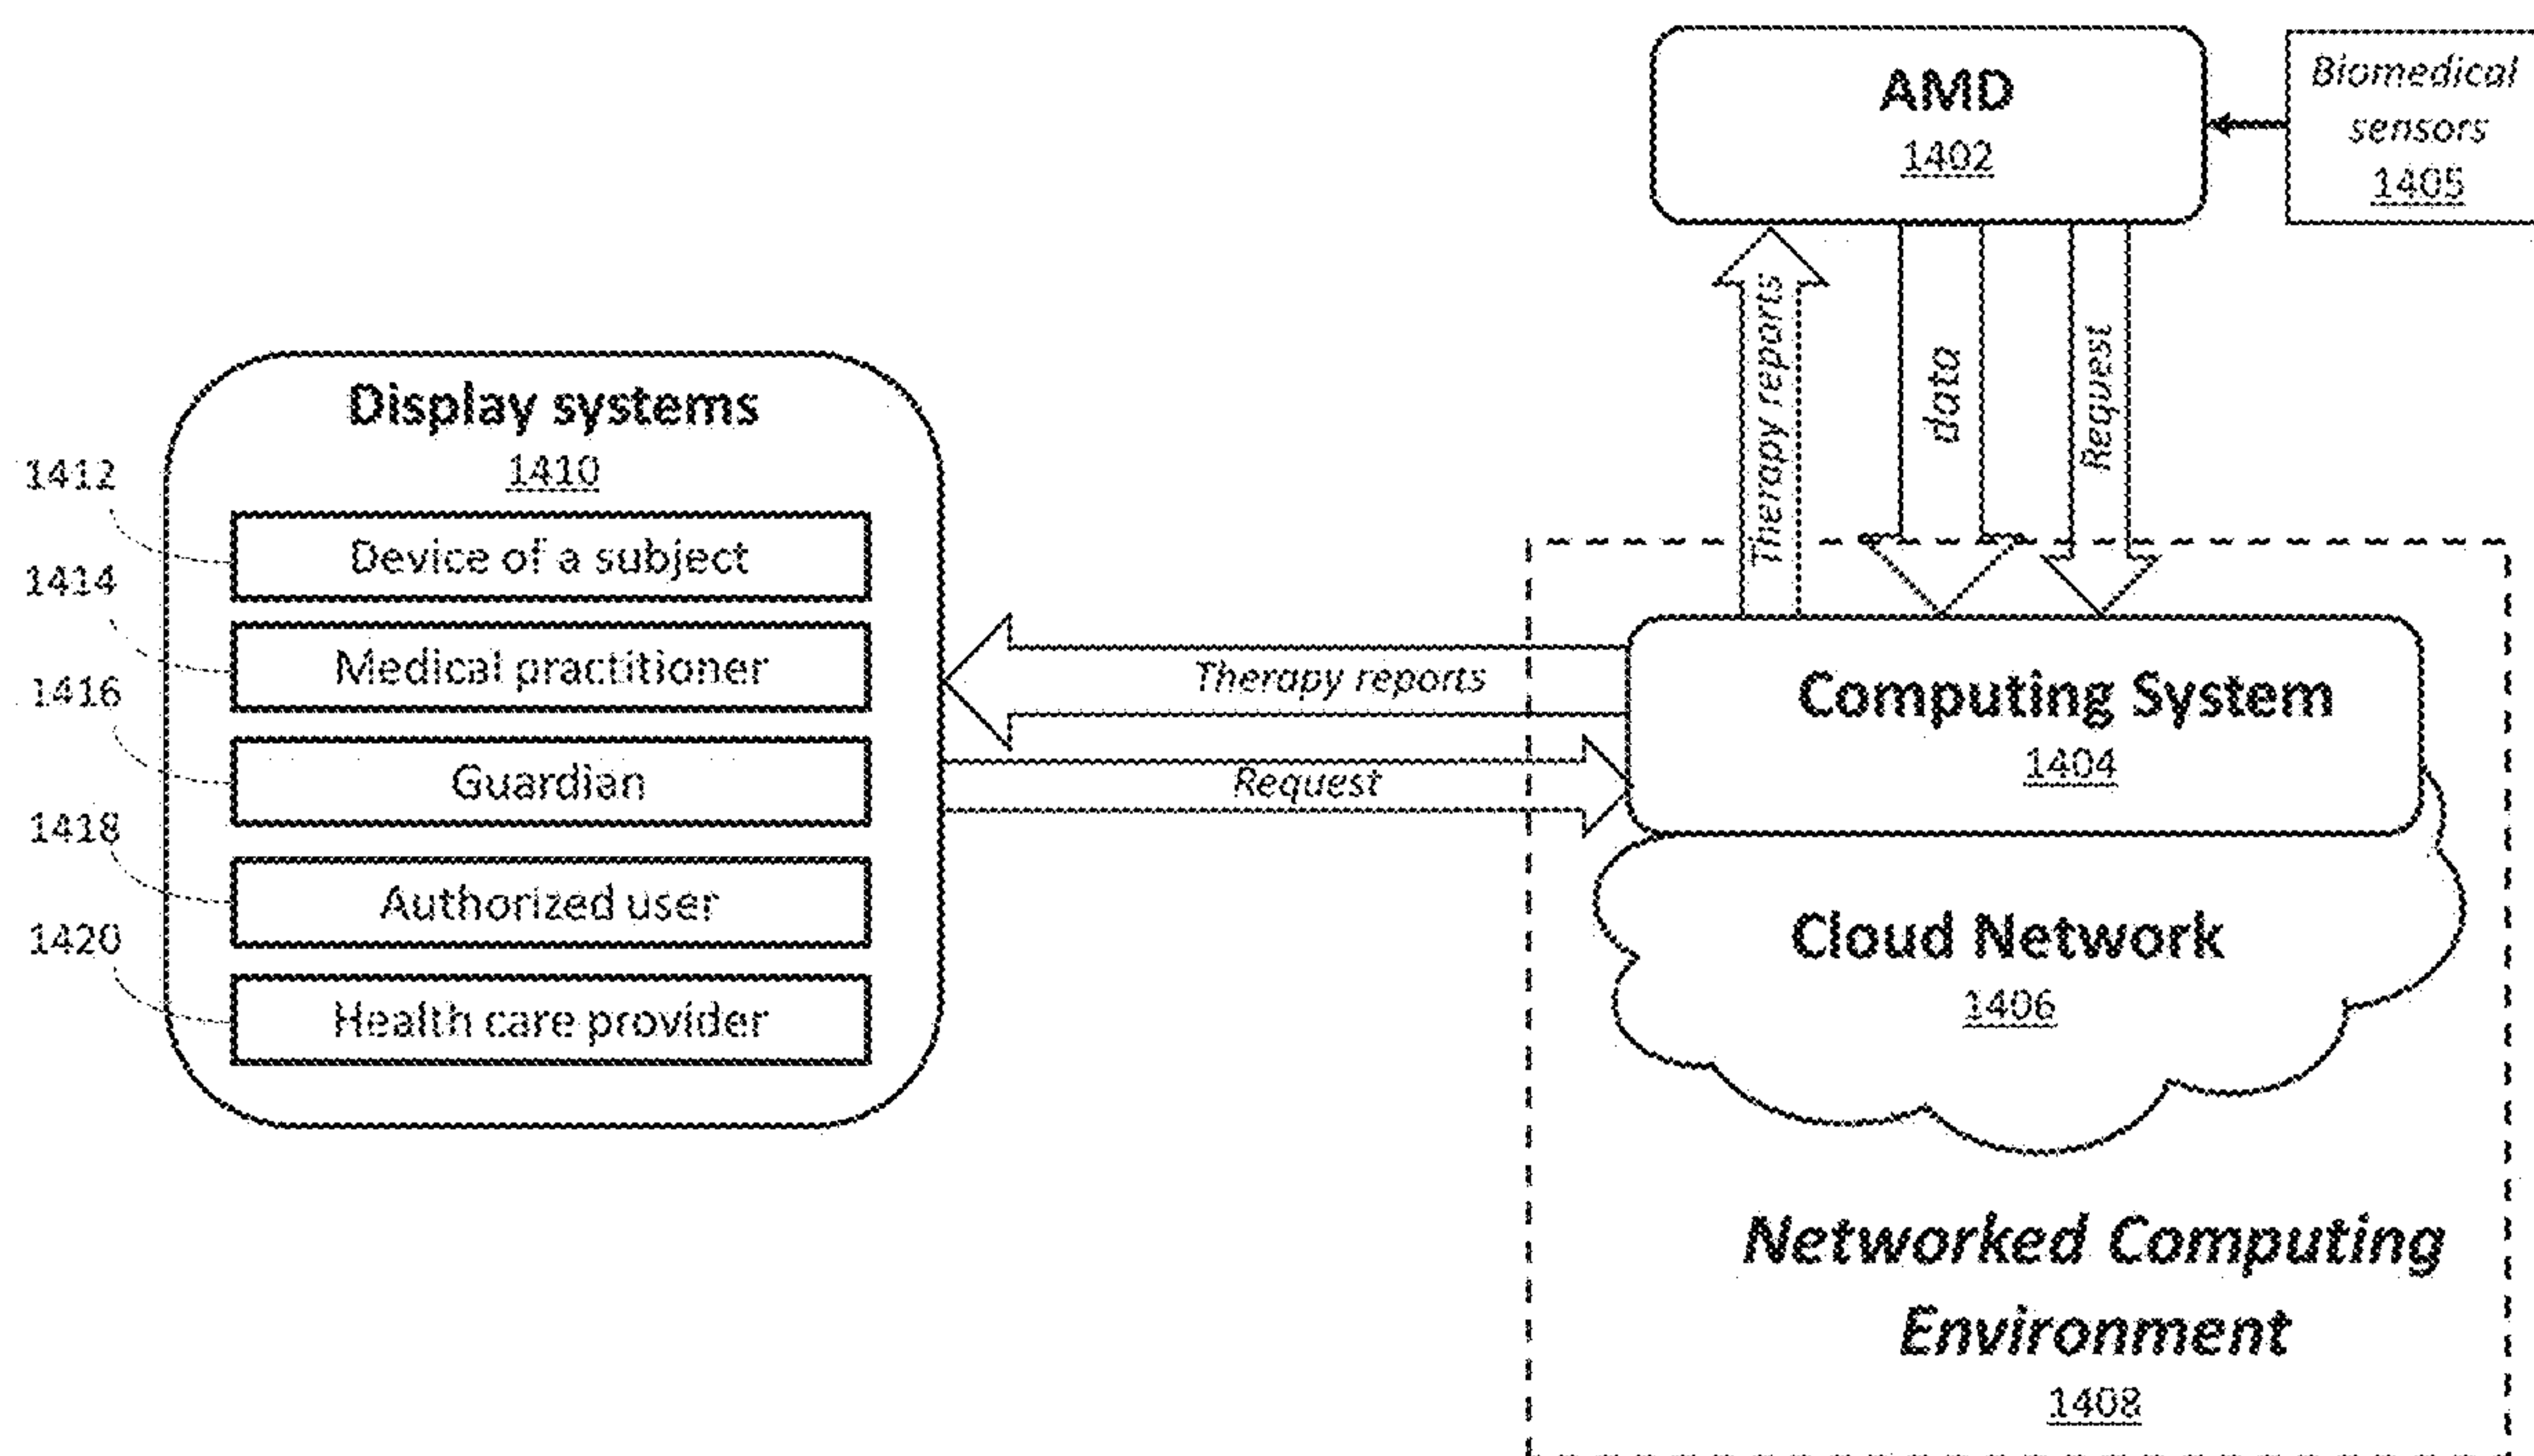 AMD
1402
Biomedical
sensors
1405
Therapy reports
data
Request
Display systems
1410
1412
Device of a subject
1414
Medical practitioner
1416
Guardian
1418
Authorized user
1420
Health care provider
Therapy reports
Request
Computing System
1404
Cloud Network
1406
Networked Computing
Environment
1408